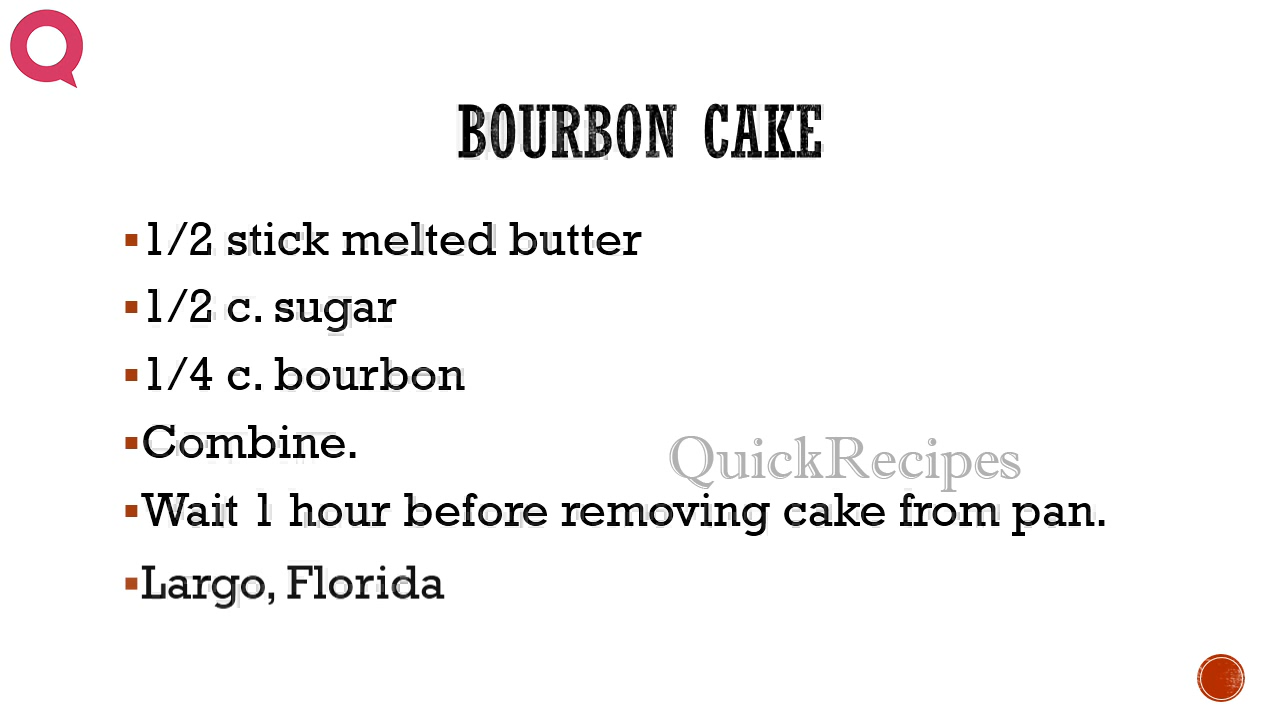 BOURBON CAKE
1/2 stick melted butter
1/2 c. sugar
1/4 c. bourbon
Combine.
QuickRecipes
Wait 1 hour before removing cake from pan.
Largo, Florida